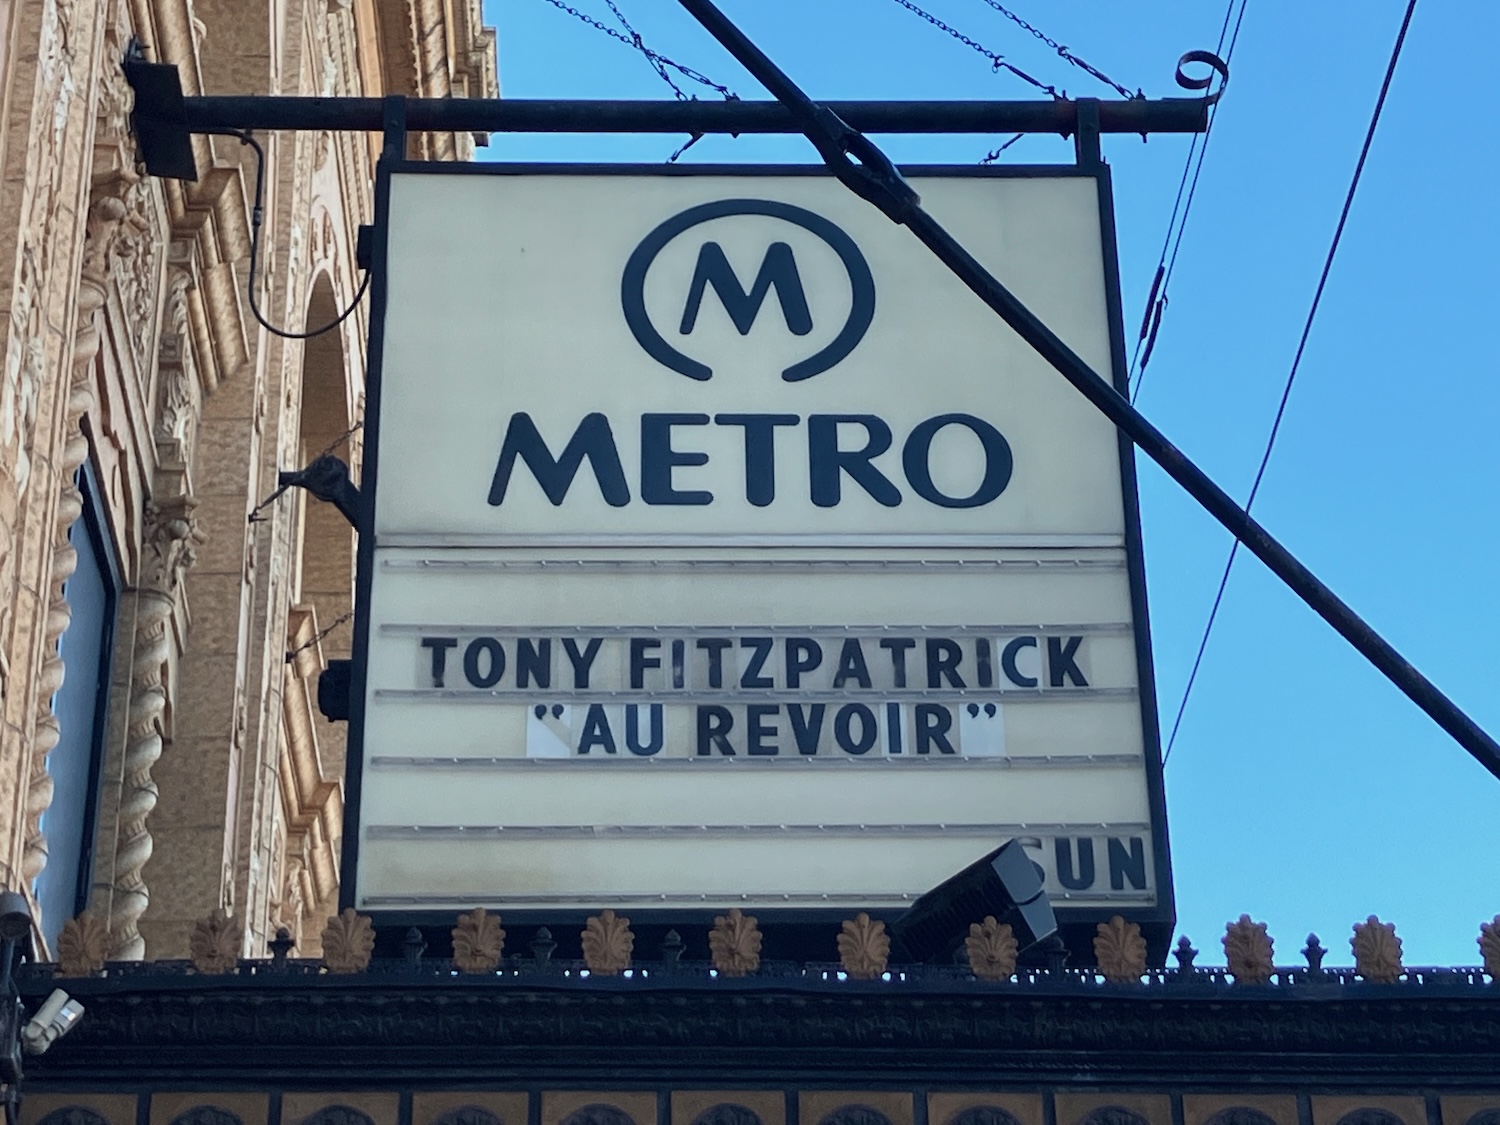 M
METRO
TONY FITZPATRICK
“AU REVOIR”
SUN